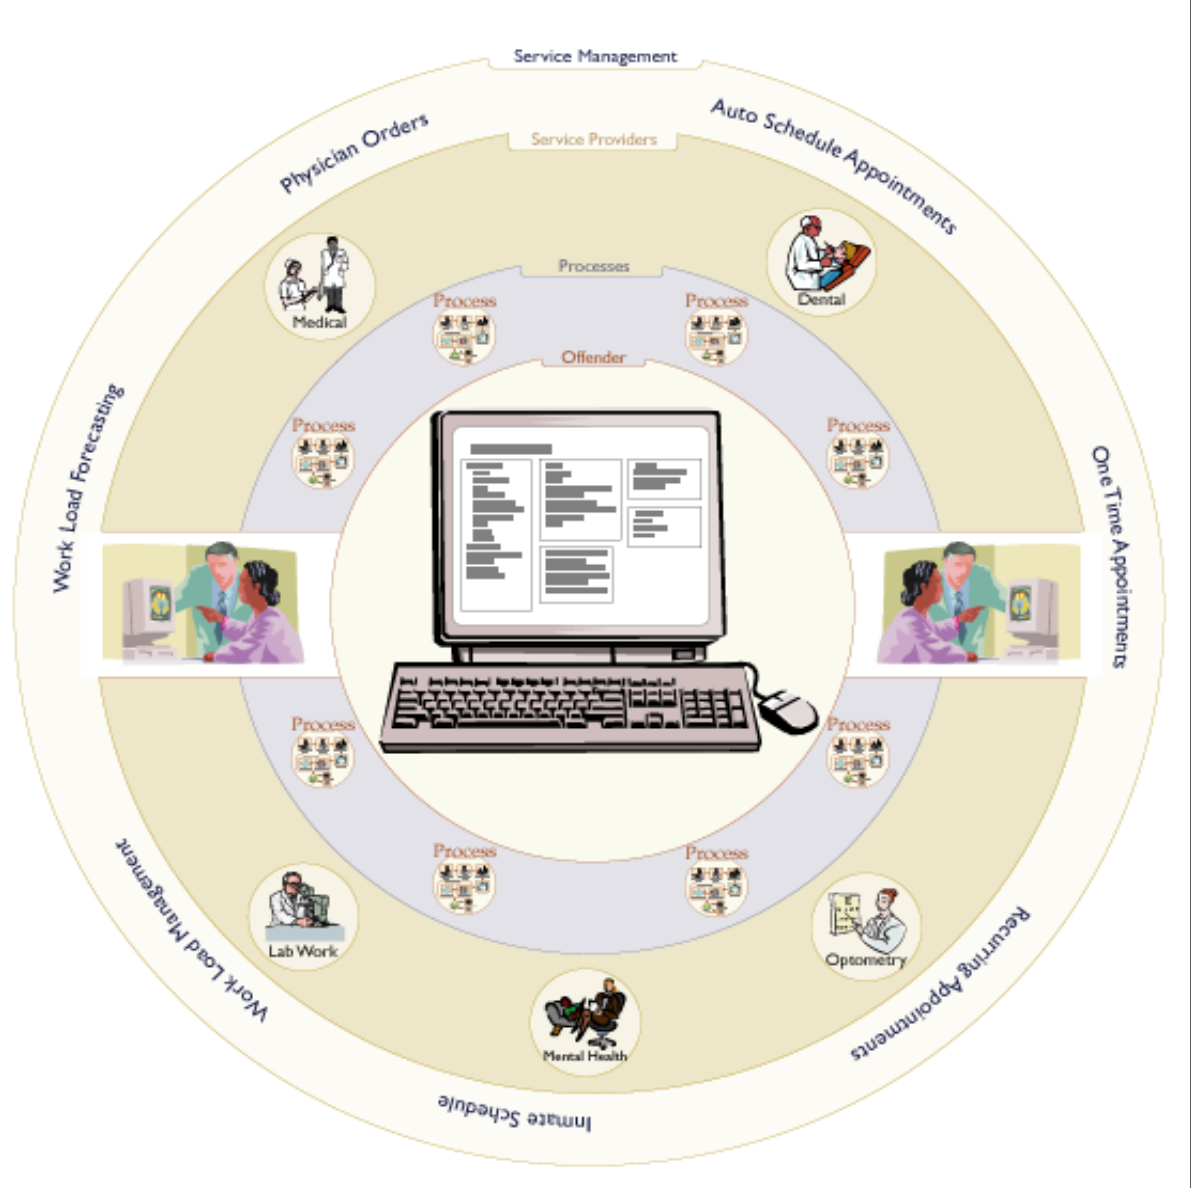 Service Management
Physician Orders
Auto Schedule Appointments
Service Providers
Medical
Dental
Processes
Process
Process
Offender
Process
Process
Work Load Forecasting
One Time Appointments
Process
Process
Process
Process
Work Load Management
Lab Work
Optometry
Recurring Appointments
Mental Health
Inmate Schedule